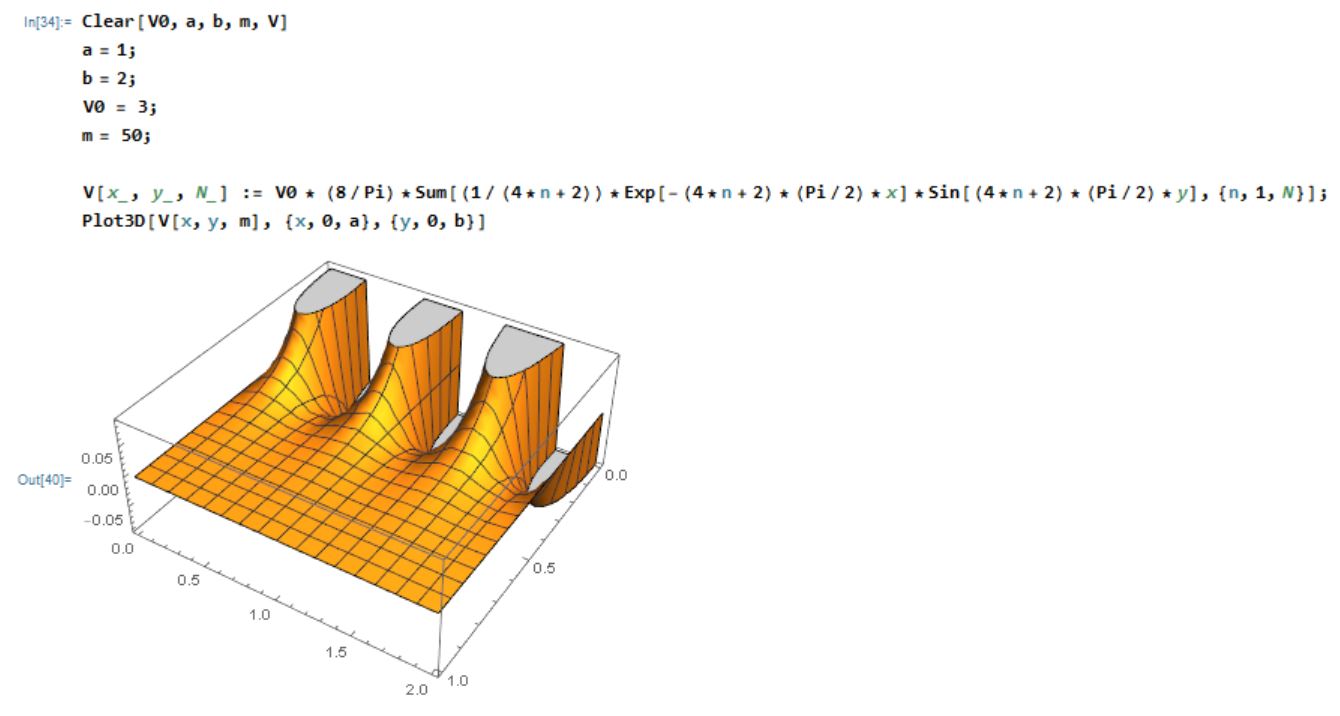 In[34]:= Clear[V0, a, b, m, V]
a = 1;
b = 2;
V0 = 3;
m = 50;
V[x_, y_, N_] := V0 * (8/Pi) * Sum[(1/ (4*n+2)) * Exp[- (4*n+2) * (Pi/2) * x] * Sin[(4*n+2) * (Pi/2) * y], {n, 1, N}];
Plot3D[V[x, y, m], {x, 0, a}, {y, 0, b}]
Out[40]=
0.05
0.00
-0.05
0.0
0.5
1.0
1.5
2.0
0.0
0.5
1.0